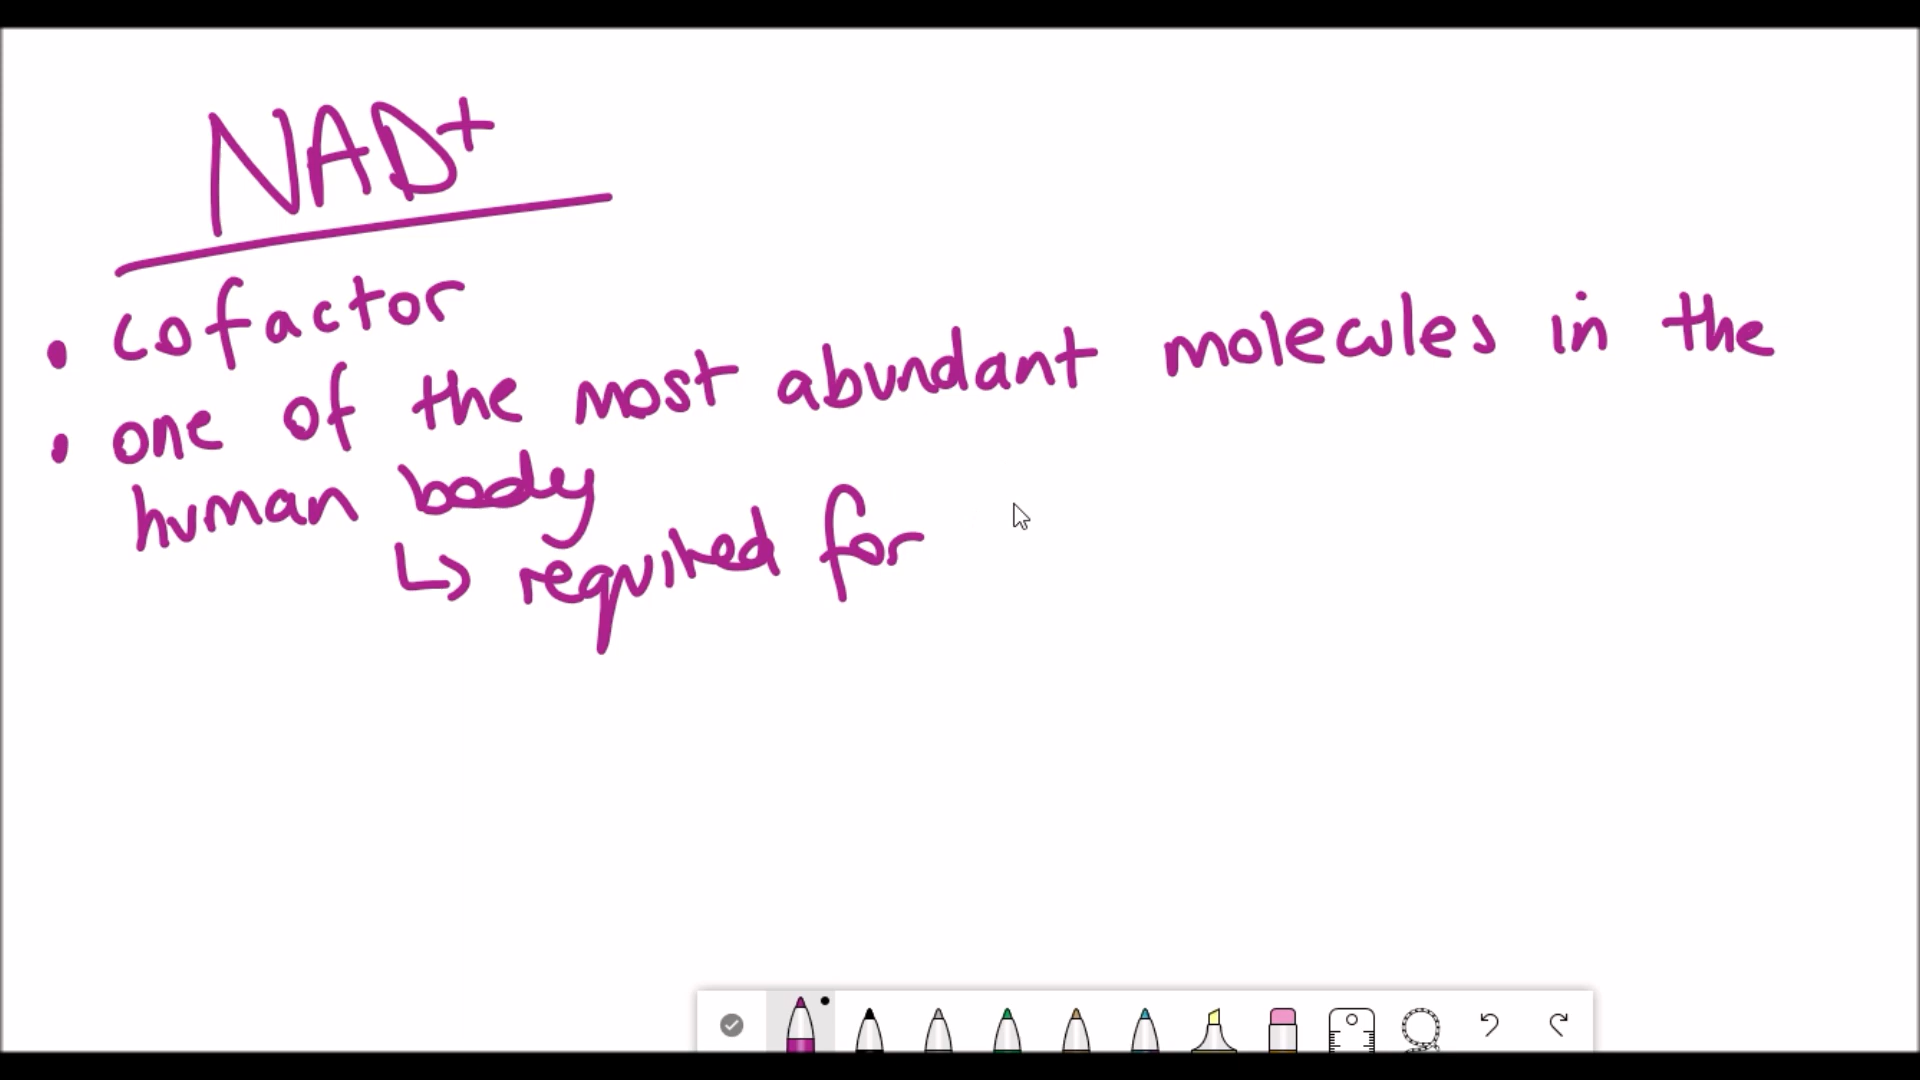 NAD+
• cofactor
• one of the most abundant molecules in the
human body
↳ required for